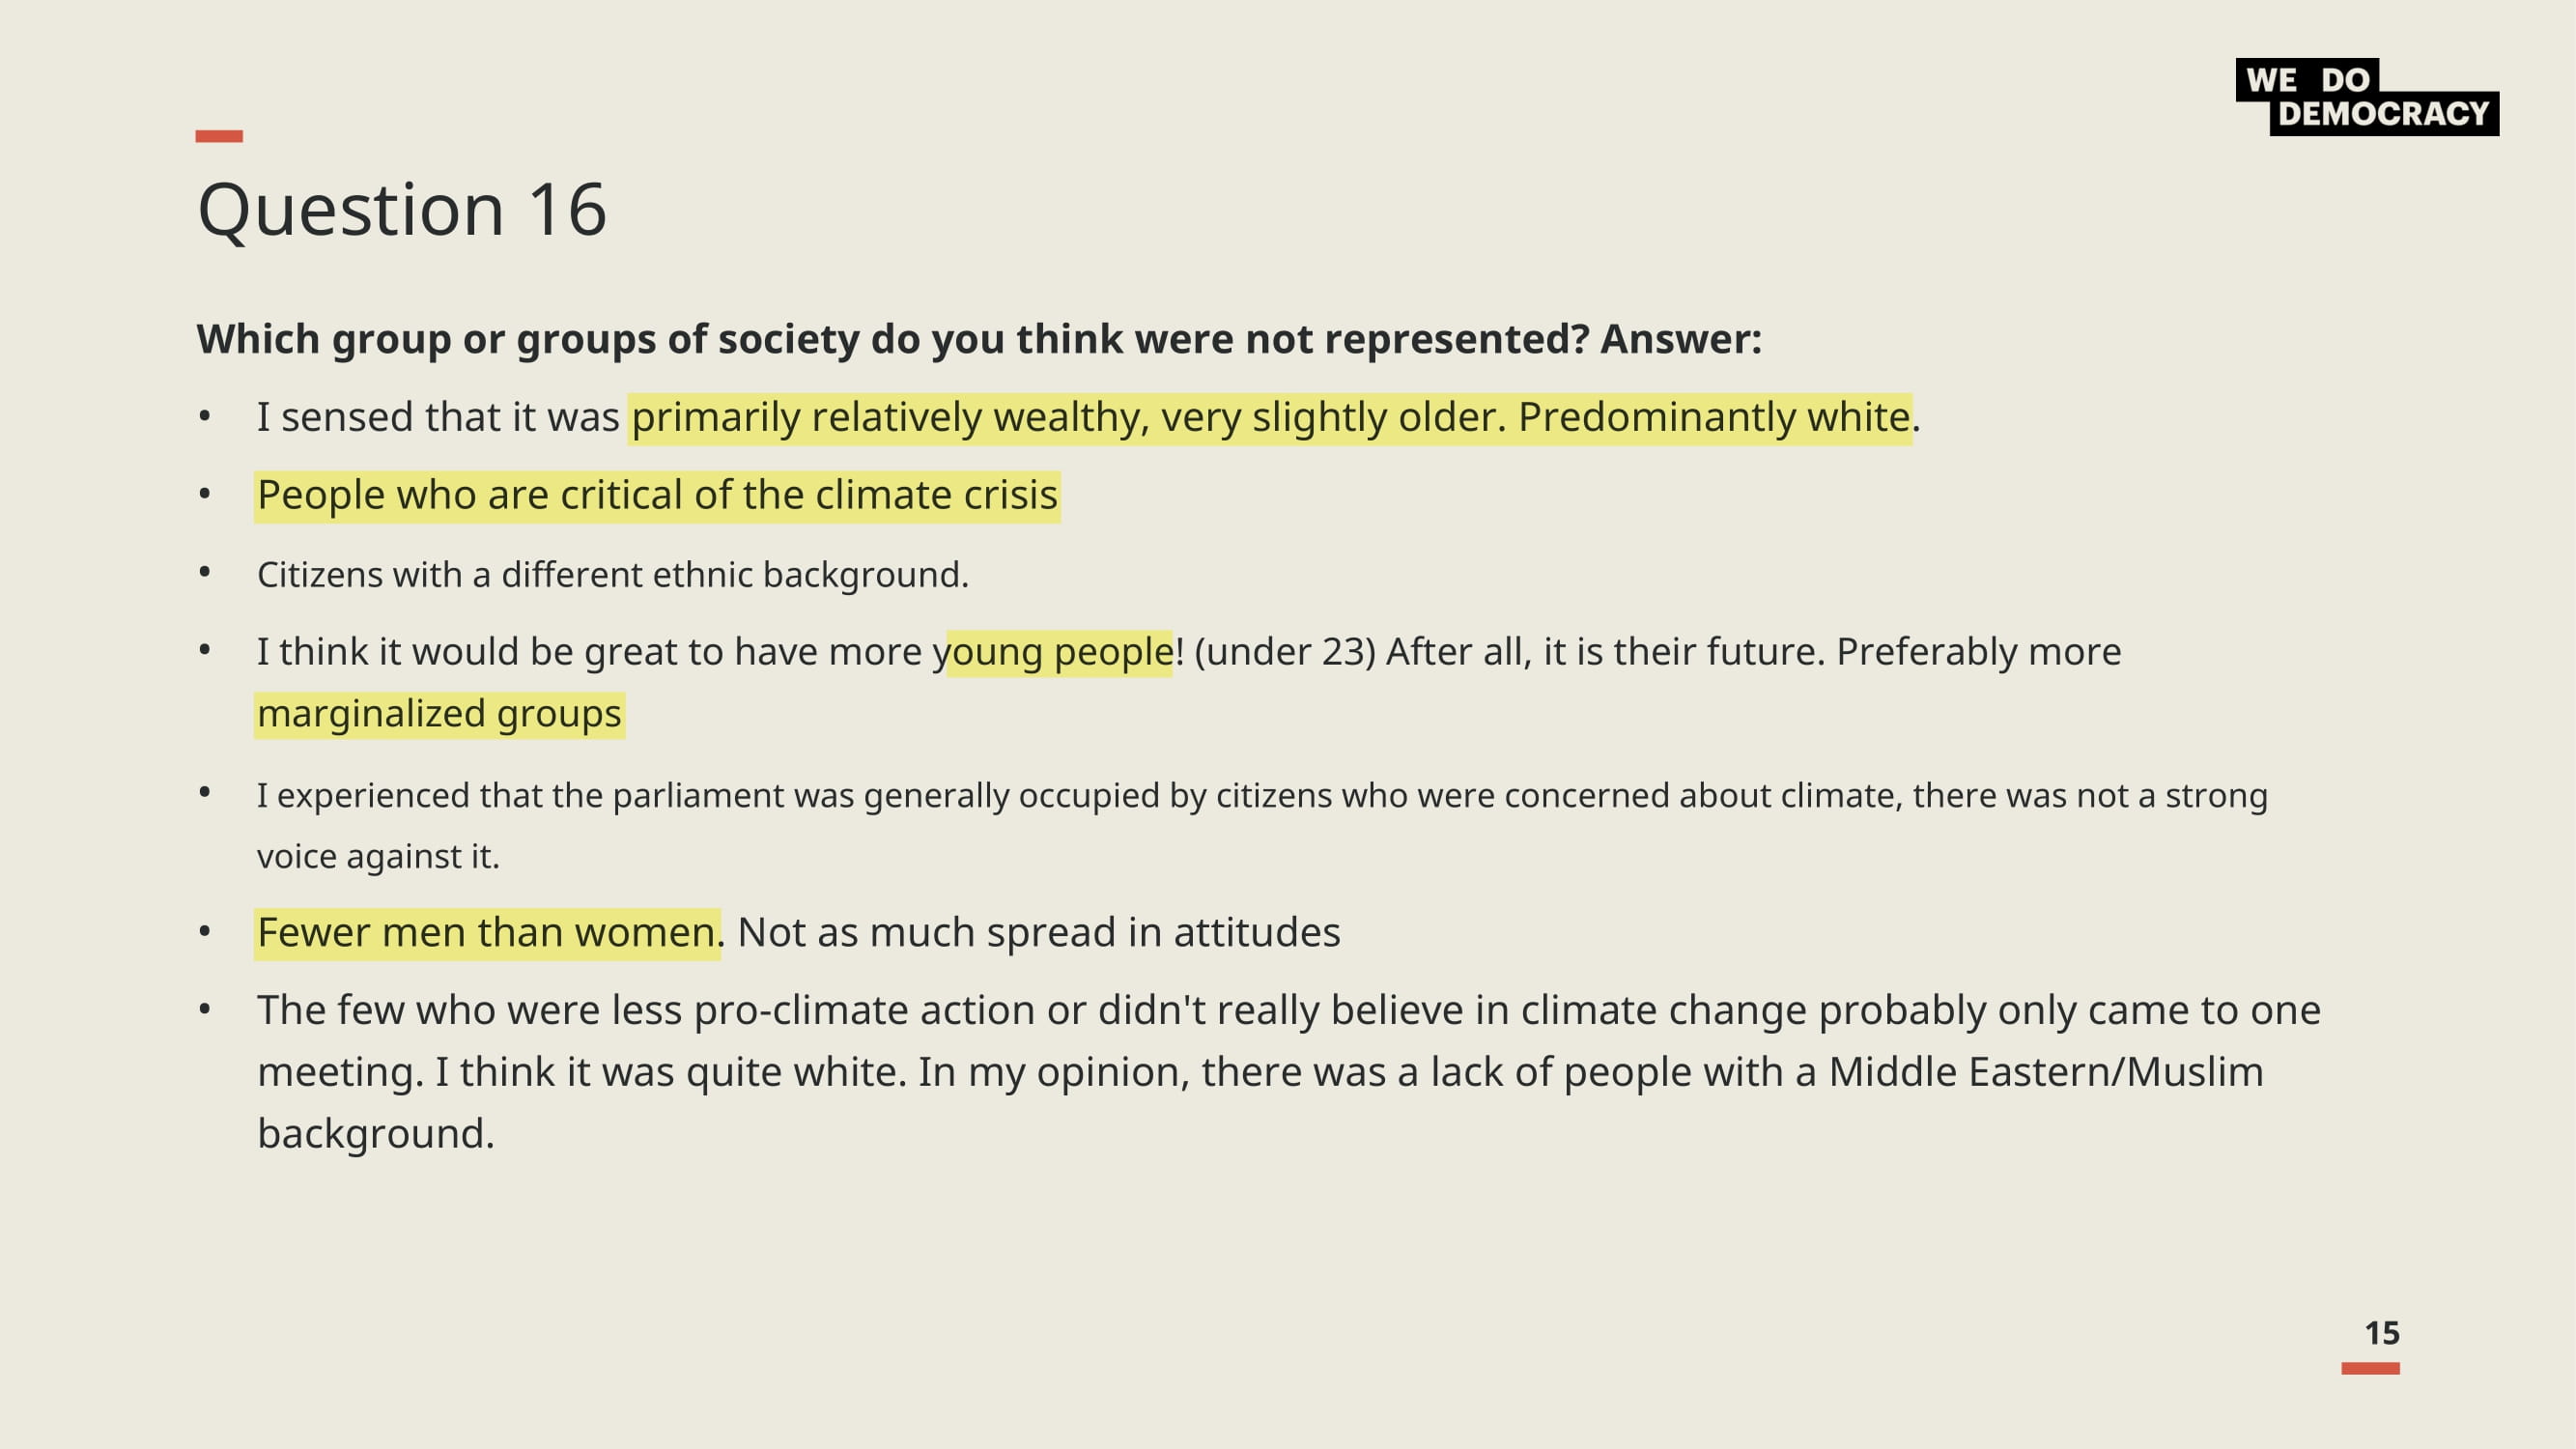 WE DO
DEMOCRACY
Question 16
Which group or groups of society do you think were not represented? Answer:
• I sensed that it was primarily relatively wealthy, very slightly older. Predominantly white.
• People who are critical of the climate crisis
• Citizens with a different ethnic background.
• I think it would be great to have more young people! (under 23) After all, it is their future. Preferably more
marginalized groups
• I experienced that the parliament was generally occupied by citizens who were concerned about climate, there was not a strong
voice against it.
• Fewer men than women. Not as much spread in attitudes
• The few who were less pro-climate action or didn't really believe in climate change probably only came to one
meeting. I think it was quite white. In my opinion, there was a lack of people with a Middle Eastern/Muslim
background.
15